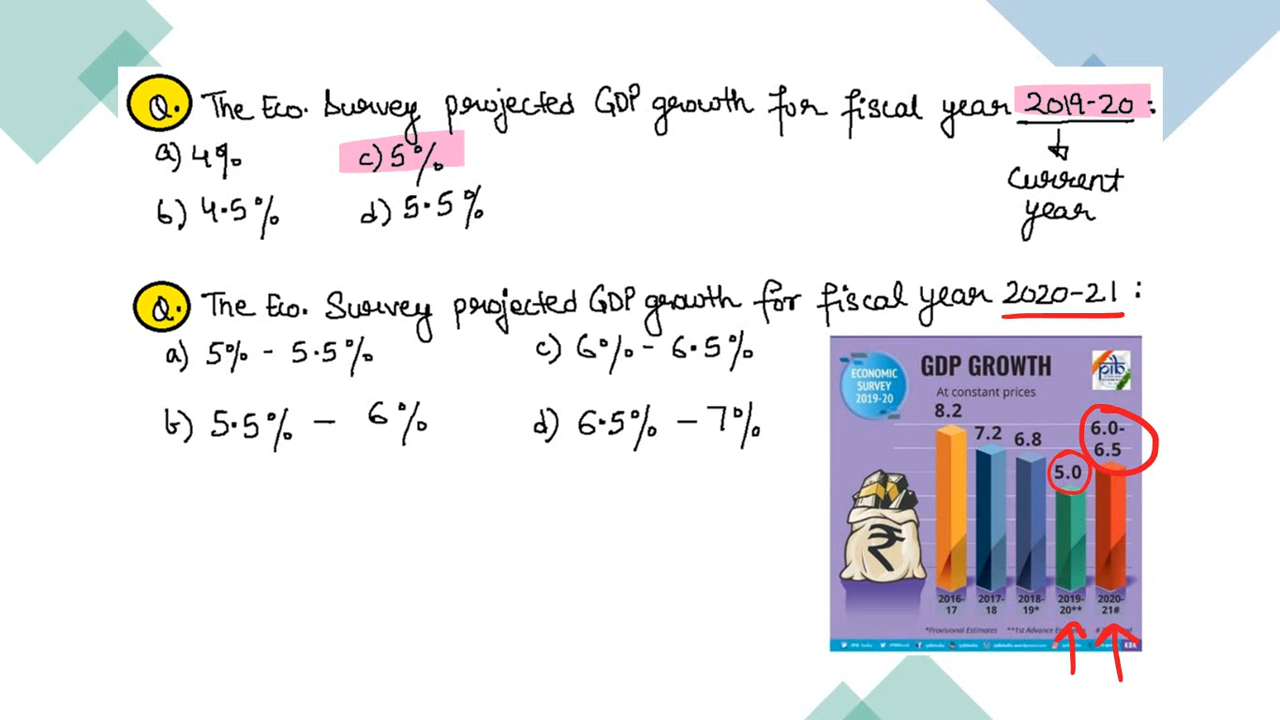 Q. The Eco. Survey projected GDP growth for fiscal year 2019-20 :
a) 4% c) 5%
b) 4.5% d) 5.5%
current
year
Q. The Eco. Survey projected GDP growth for fiscal year 2020-21 :
a) 5% - 5.5% c) 6% - 6.5%
b) 5.5% - 6% d) 6.5% - 7%
ECONOMIC
SURVEY
2019-20
GDP GROWTH
At constant prices
pib
8.2
7.2
6.8
5.0
6.0-
6.5
₹
2016-
17
2017-
18
2018-
19*
2019-
20**
2020-
21#
*Provisional Estimates **1st Advance
KBK